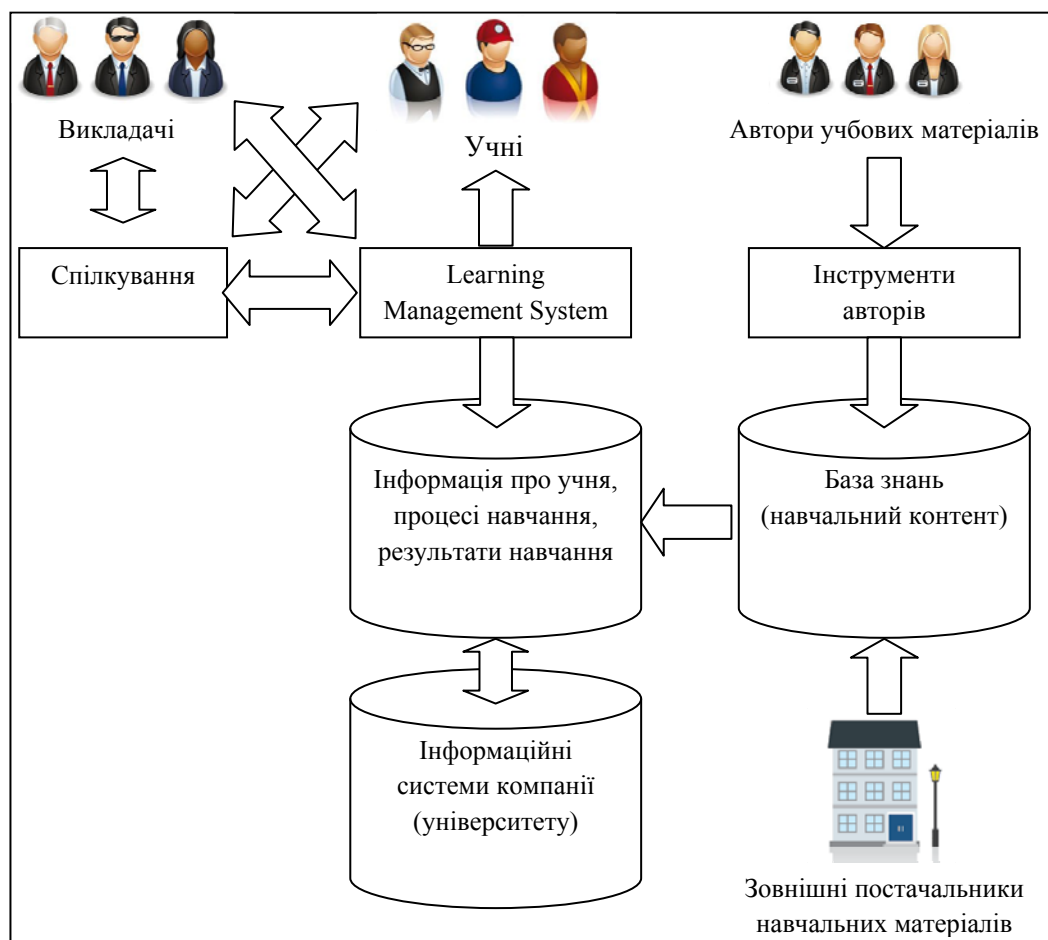 Викладачі
Учні
Автори учбових матеріалів
Спілкування
Learning
Management System
Інструменти
авторів
Інформація про учня,
процесі навчання,
результати навчання
База знань
(навчальний контент)
Інформаційні
системи компанії
(університету)
Зовнішні постачальники
навчальних матеріалів